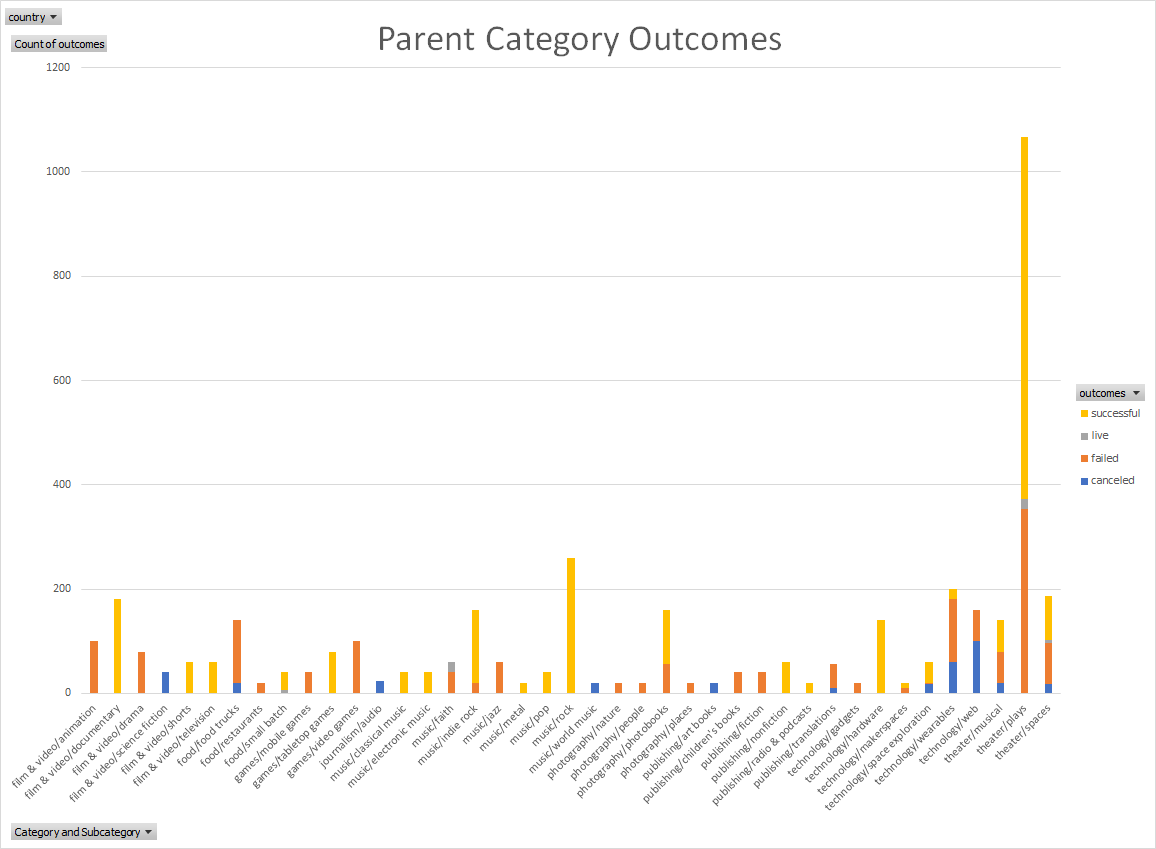 country
Count of outcomes
Parent Category Outcomes
1200
1000
800
600
400
200
0
outcomes
successful
live
failed
canceled
film & video/animation
film & video/documentary
film & video/drama
film & video/science fiction
film & video/shorts
film & video/television
food/food trucks
food/restaurants
food/small batch
games/mobile games
games/tabletop games
games/video games
journalism/audio
music/classical music
music/electronic music
music/faith
music/indie rock
music/jazz
music/metal
music/pop
music/rock
music/world music
photography/nature
photography/people
photography/photobooks
photography/places
publishing/art books
publishing/children's books
publishing/fiction
publishing/nonfiction
publishing/radio & podcasts
publishing/translations
technology/gadgets
technology/hardware
technology/makerspaces
technology/space exploration
technology/wearables
technology/web
theater/musical
theater/plays
theater/spaces
Category and Subcategory